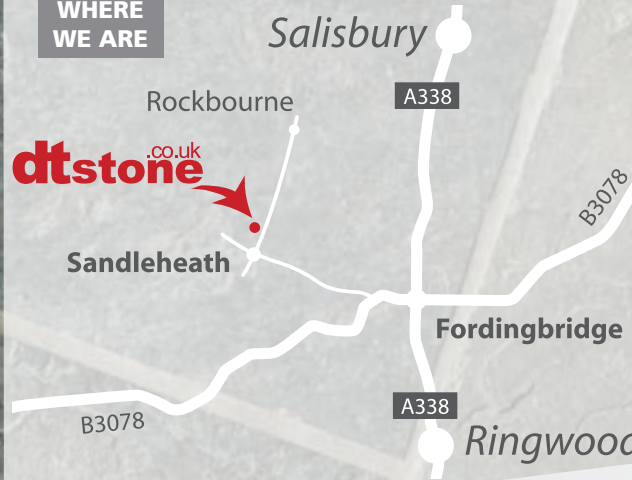 WHERE
WE ARE
Salisbury
A338
Rockbourne
dtstone.co.uk
B3078
Sandleheath
Fordingbridge
A338
B3078
Ringwood